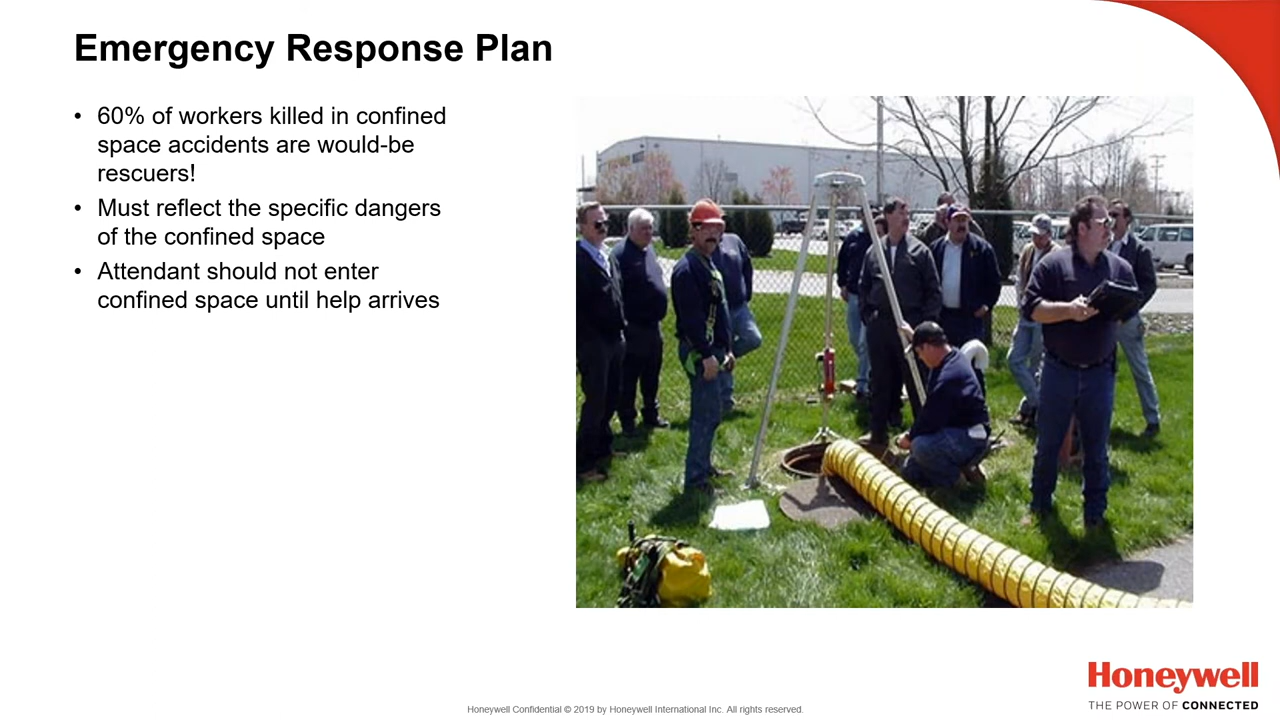 Emergency Response Plan
• 60% of workers killed in confined
space accidents are would-be
rescuers!
• Must reflect the specific dangers
of the confined space
• Attendant should not enter
confined space until help arrives
Honeywell
THE POWER OF CONNECTED
Honeywell Confidential © 2019 by Honeywell International Inc. All rights reserved.